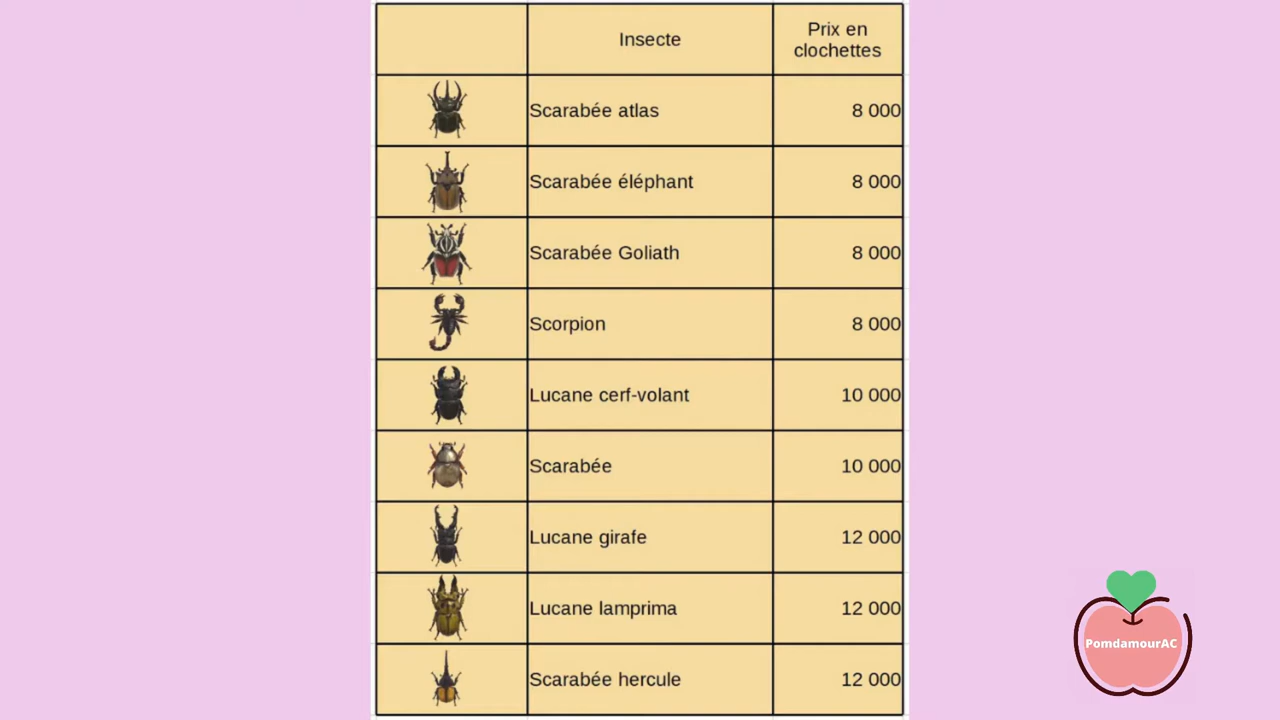 Insecte
Prix en
clochettes
Scarabée atlas 8 000
Scarabée éléphant 8 000
Scarabée Goliath 8 000
Scorpion 8 000
Lucane cerf-volant 10 000
Scarabée 10 000
Lucane girafe 12 000
Lucane lamprima 12 000
Scarabée hercule 12 000
PomdamourAC